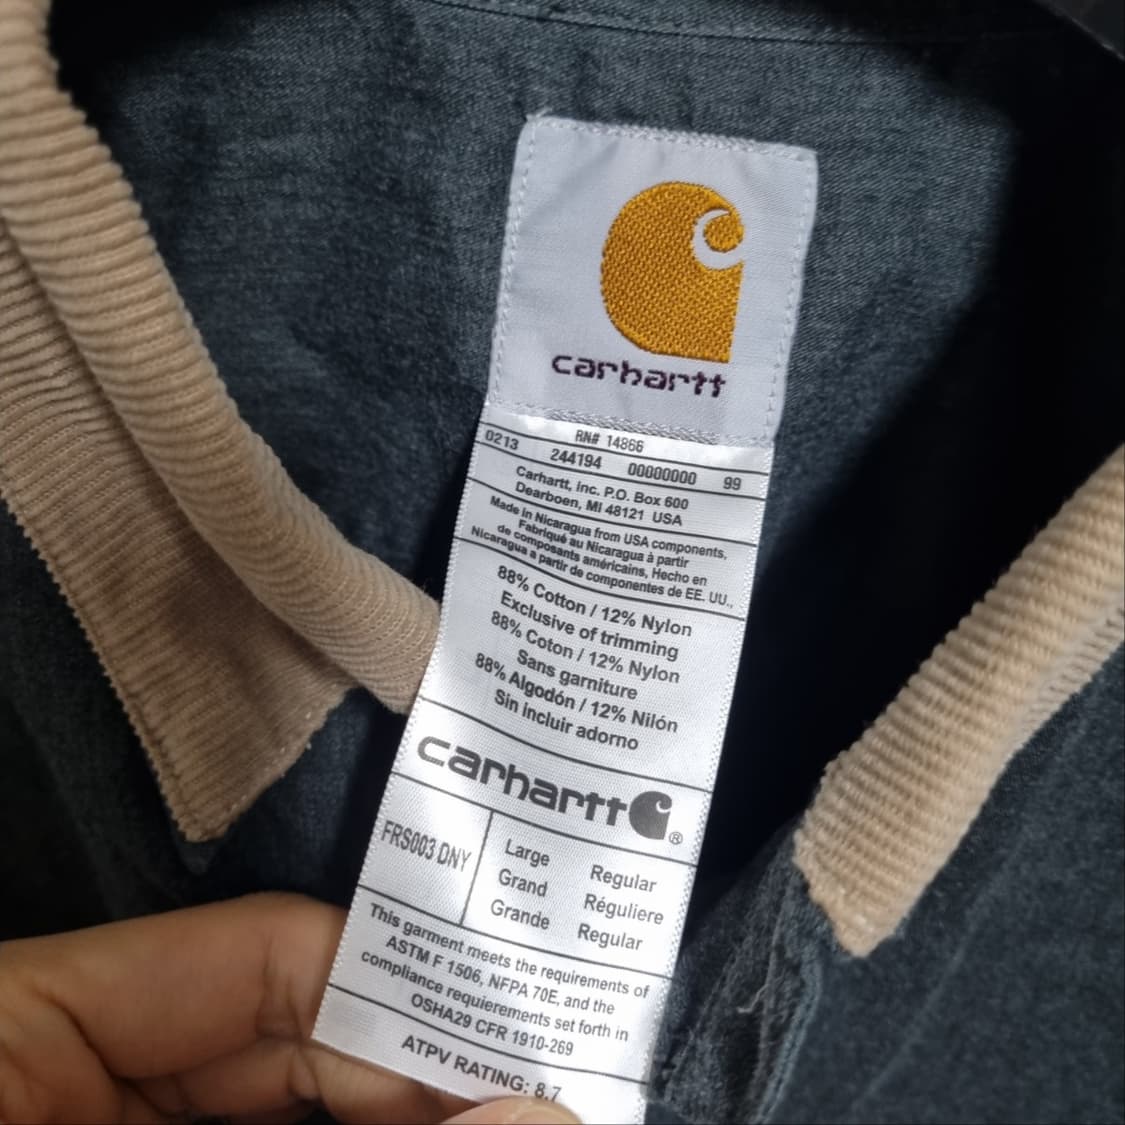 carhartt
RN# 14866
0213 244194 00000000 99
Carhartt, Inc. P.O. Box 600
Dearboen, MI 48121 USA
Made in Nicaragua from USA components,
Fabriqué au Nicaragua à partir
de composants américains, Hecho en
Nicaragua a partir de componentes de EE. UU.,
88% Cotton / 12% Nylon
Exclusive of trimming
88% Coton / 12% Nylon
Sans garniture
88% Algodón / 12% Nilón
Sin incluir adorno
carhartt ®
FRS003 DNY
Large Regular
Grand Réguliere
Grande Regular
This garment meets the requirements of
ASTM F 1506, NFPA 70E, and the
compliance requierements set forth in
OSHA29 CFR 1910-269
ATPV RATING: 8.7